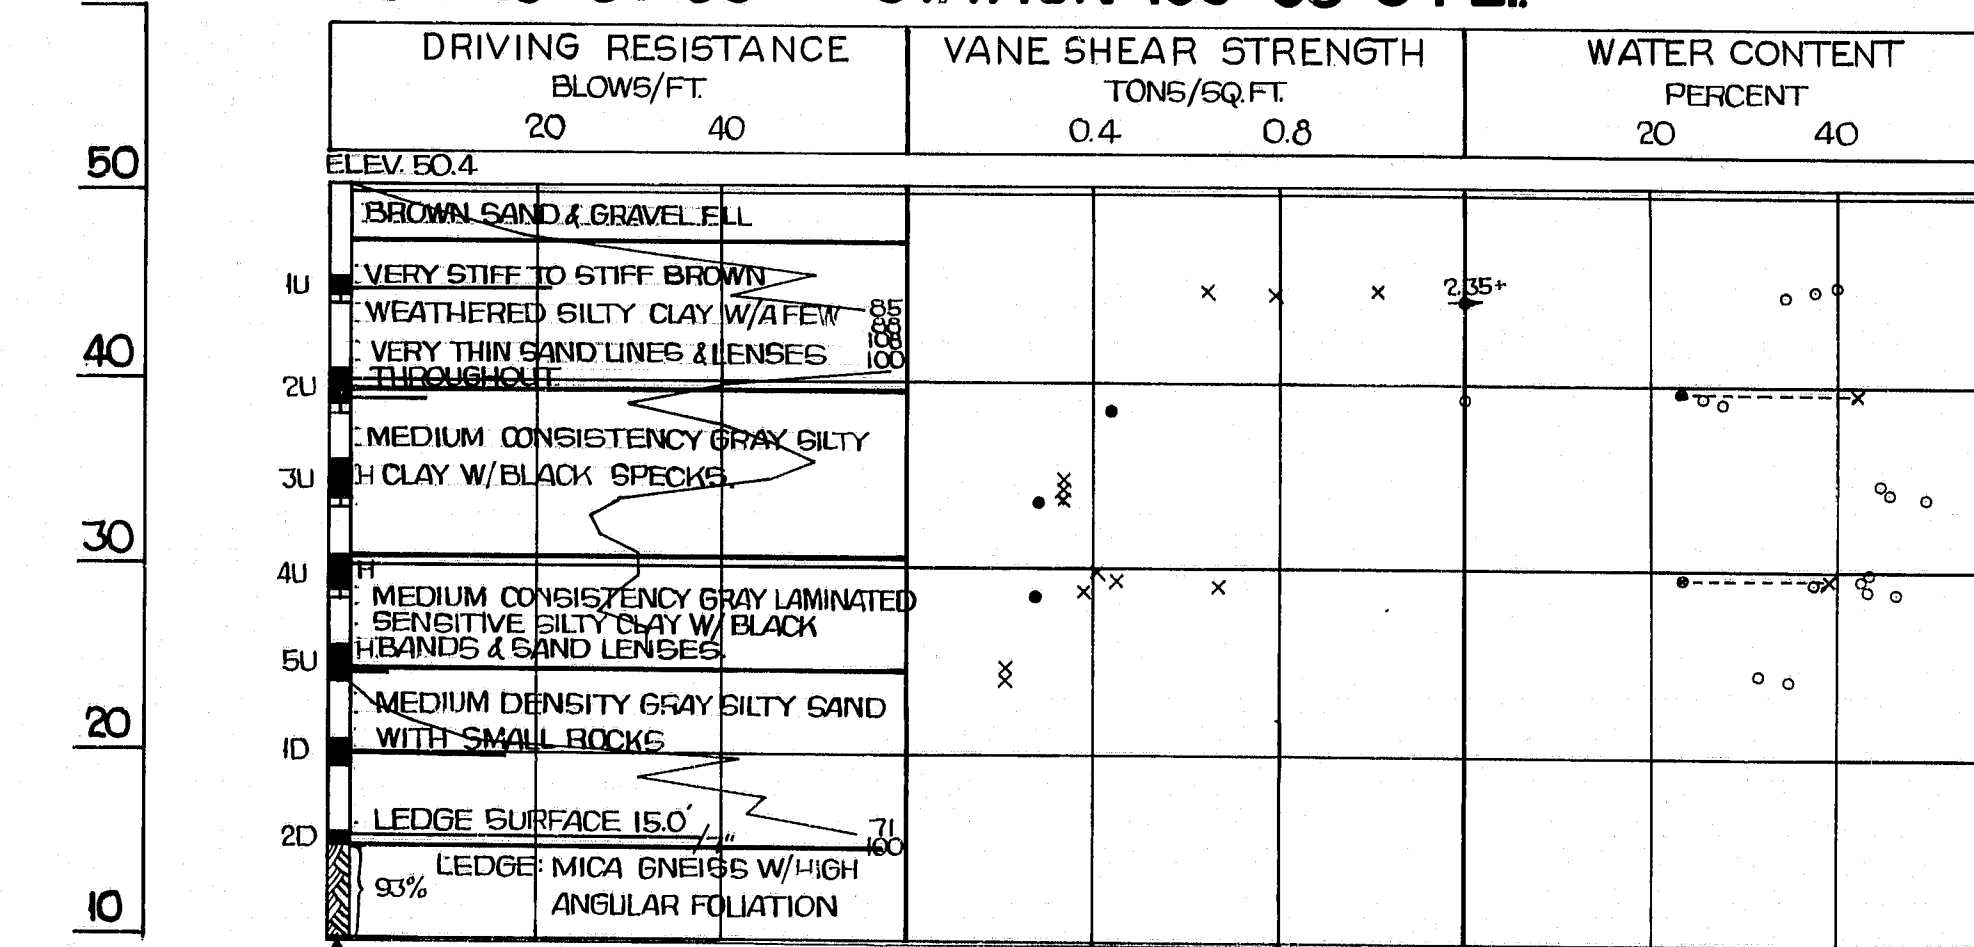 DRIVING RESISTANCE
BLOWS/FT.
20 40
VANE SHEAR STRENGTH
TONS/SQ.FT.
0.4 0.8
WATER CONTENT
PERCENT
20 40
50
ELEV. 50.4
BROWN SAND & GRAVEL FILL
1U
VERY STIFF TO STIFF BROWN
WEATHERED SILTY CLAY W/A FEW
VERY THIN SAND LINES & LENSES
THROUGHOUT.
85
88
108
100
2.35+
40
2U
MEDIUM CONSISTENCY GRAY SILTY
3U
H CLAY W/BLACK SPECKS.
30
4U
H
MEDIUM CONSISTENCY GRAY LAMINATED
SENSITIVE SILTY CLAY W/ BLACK
5U
H BANDS & SAND LENSES.
20
MEDIUM DENSITY GRAY SILTY SAND
WITH SMALL ROCKS
1D
LEDGE SURFACE 15.0'
71
100
2D
LEDGE: MICA GNEISS W/HIGH
93%
ANGULAR FOLIATION
10